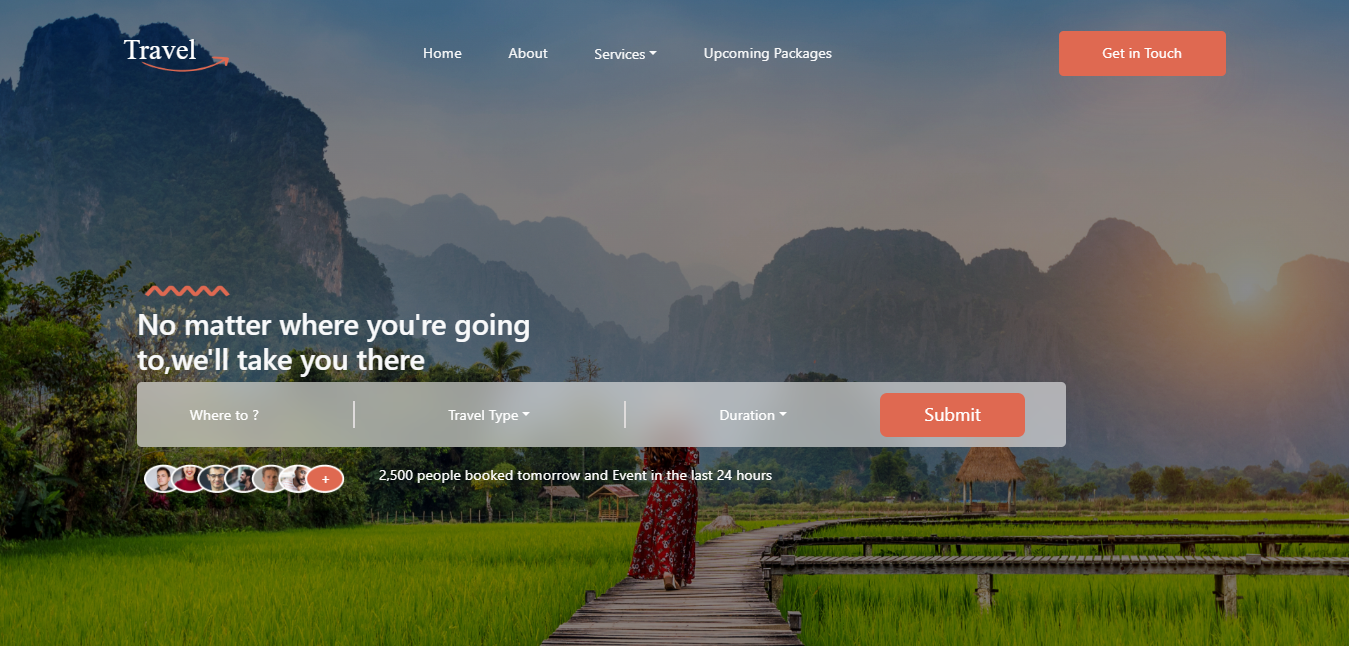 Travel
Home About Services Upcoming Packages Get in Touch
No matter where you're going
to,we'll take you there
Where to ? Travel Type Duration Submit
+ 2,500 people booked tomorrow and Event in the last 24 hours